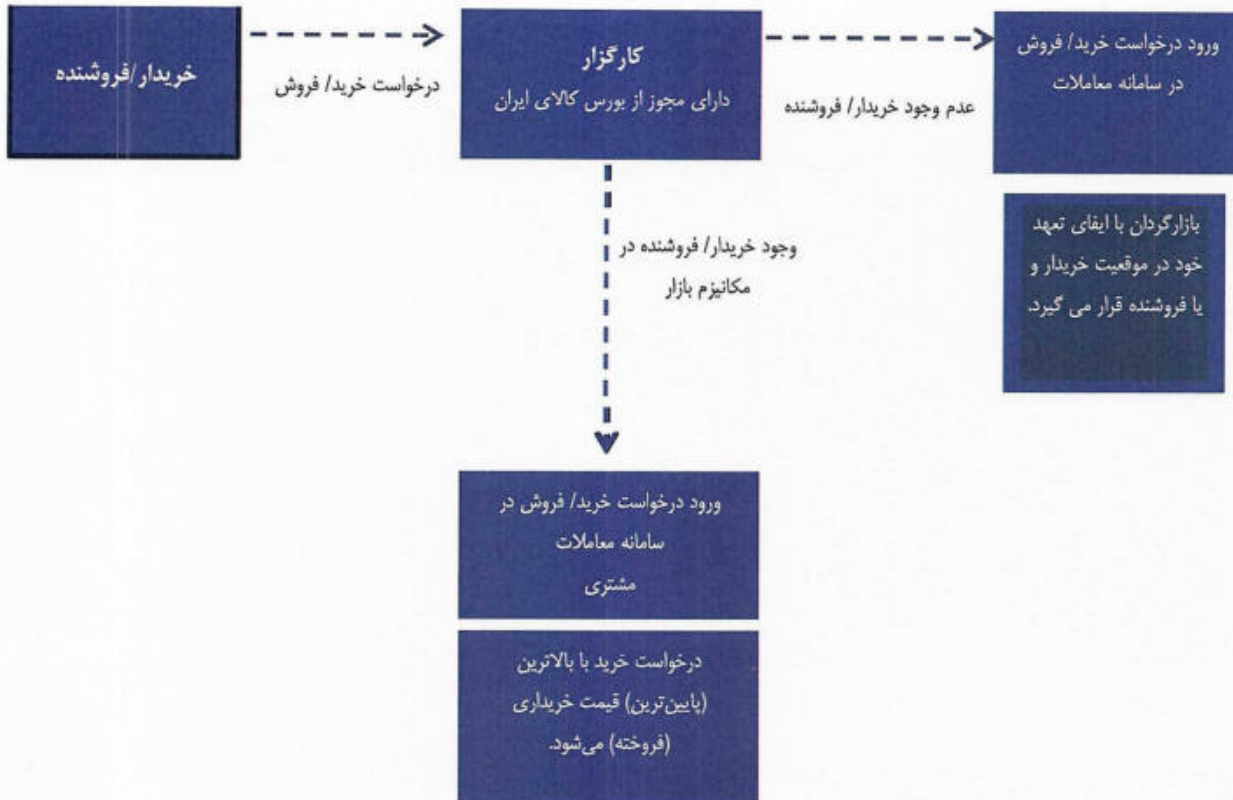 خریدار/فروشنده
درخواست خرید/ فروش
کارگزار
دارای مجوز از بورس کالای ایران
عدم وجود خریدار/ فروشنده
ورود درخواست خرید/ فروش
در سامانه معاملات
بازارگردان با ایفای تعهد
خود در موقعیت خریدار و
یا فروشنده قرار می گیرد.
وجود خریدار/ فروشنده در
مکانیزم بازار
ورود درخواست خرید/ فروش در
سامانه معاملات
مشتری
درخواست خرید با بالاترین
(پایین‌ترین) قیمت خریداری
(فروخته) می‌شود.